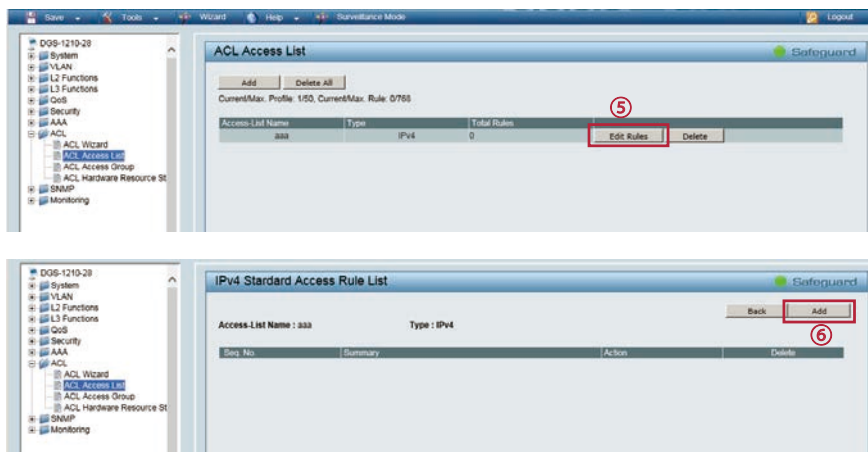 Save Tools Wizard Help Surveillance Mode Logout
DGS-1210-28
System
VLAN
L2 Functions
L3 Functions
QoS
Security
AAA
ACL
ACL Wizard
ACL Access List
ACL Access Group
ACL Hardware Resource St
SNMP
Monitoring
ACL Access List Safeguard
Add Delete All
Current/Max. Profile: 1/50, Current/Max. Rule: 0/768
⑤
Access-List Name Type Total Rules
aaa IPv4 0 Edit Rules Delete
DGS-1210-28
System
VLAN
L2 Functions
L3 Functions
QoS
Security
AAA
ACL
ACL Wizard
ACL Access List
ACL Access Group
ACL Hardware Resource St
SNMP
Monitoring
IPv4 Stardard Access Rule List Safeguard
Back Add
⑥
Access-List Name : aaa Type : IPv4
Seq. No. Summary Action Delete